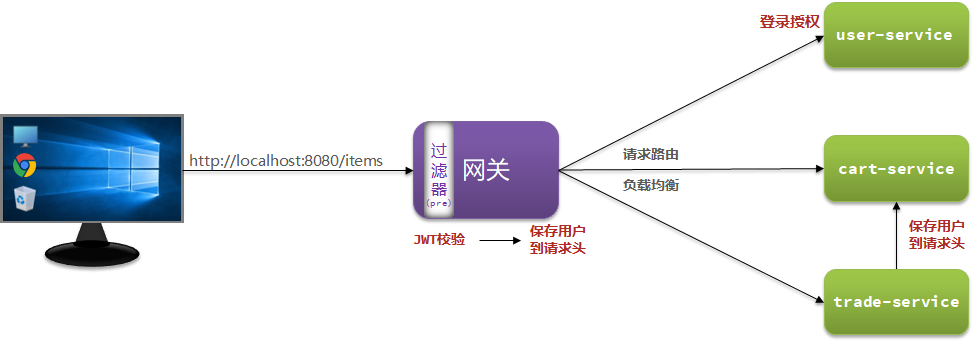 登录授权
user-service
http://localhost:8080/items
过滤器
(pre)
网关
请求路由
负载均衡
cart-service
JWT校验
保存用户
到请求头
保存用户
到请求头
trade-service